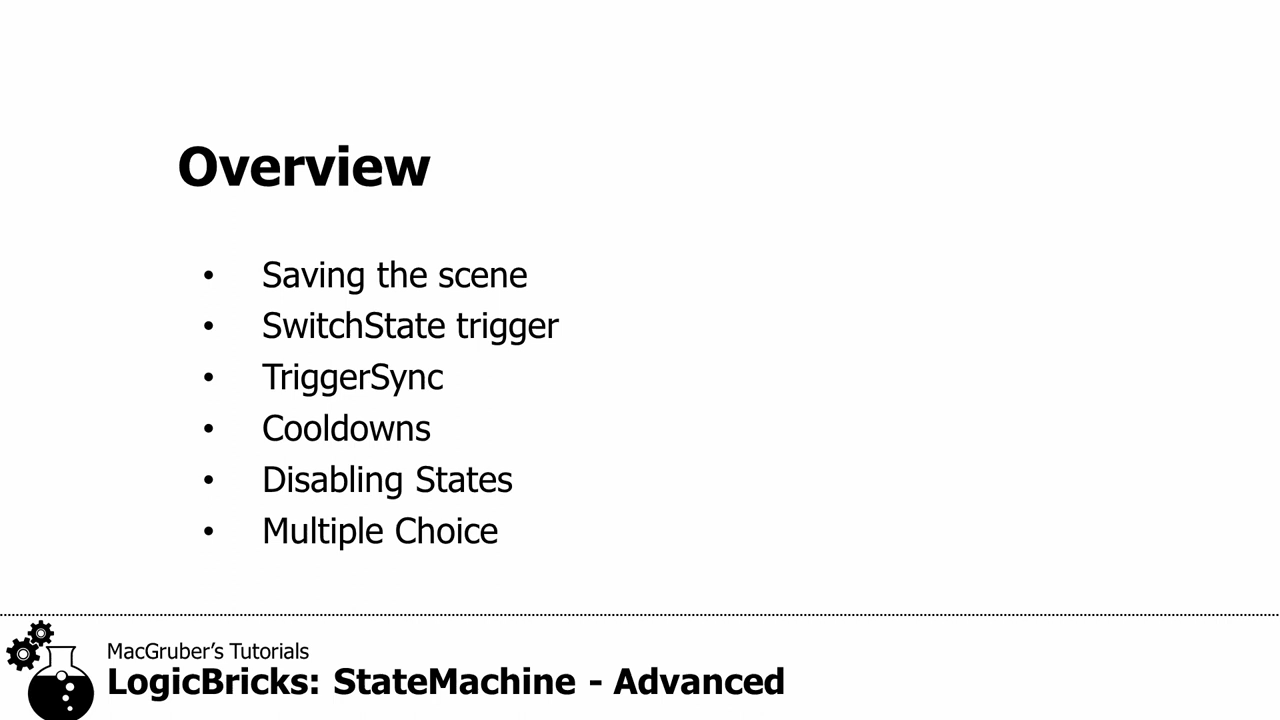 Overview
• Saving the scene
• SwitchState trigger
• TriggerSync
• Cooldowns
• Disabling States
• Multiple Choice
MacGruber’s Tutorials
LogicBricks: StateMachine - Advanced